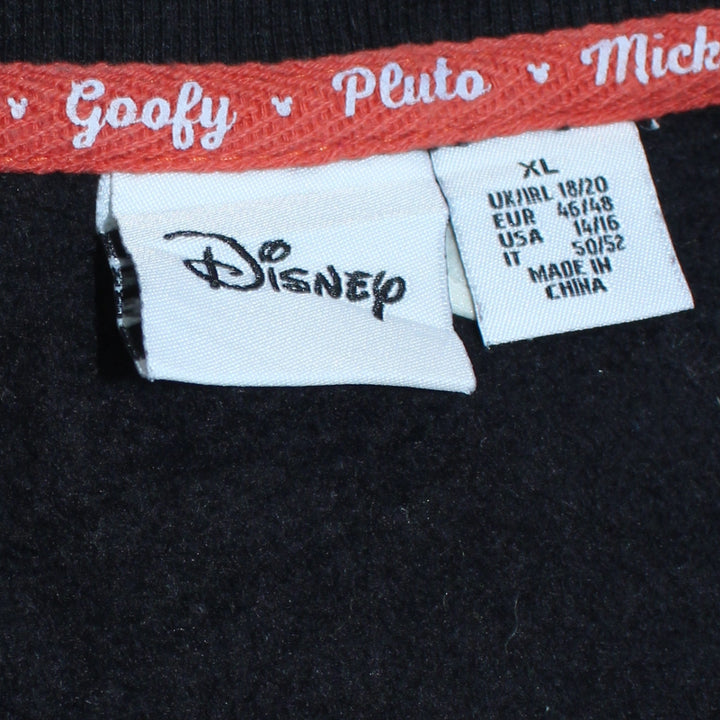 Goofy Pluto Mick
Disney
XL
UK/IRL 18/20
EUR 46/48
USA 14/16
IT 50/52
MADE IN
CHINA